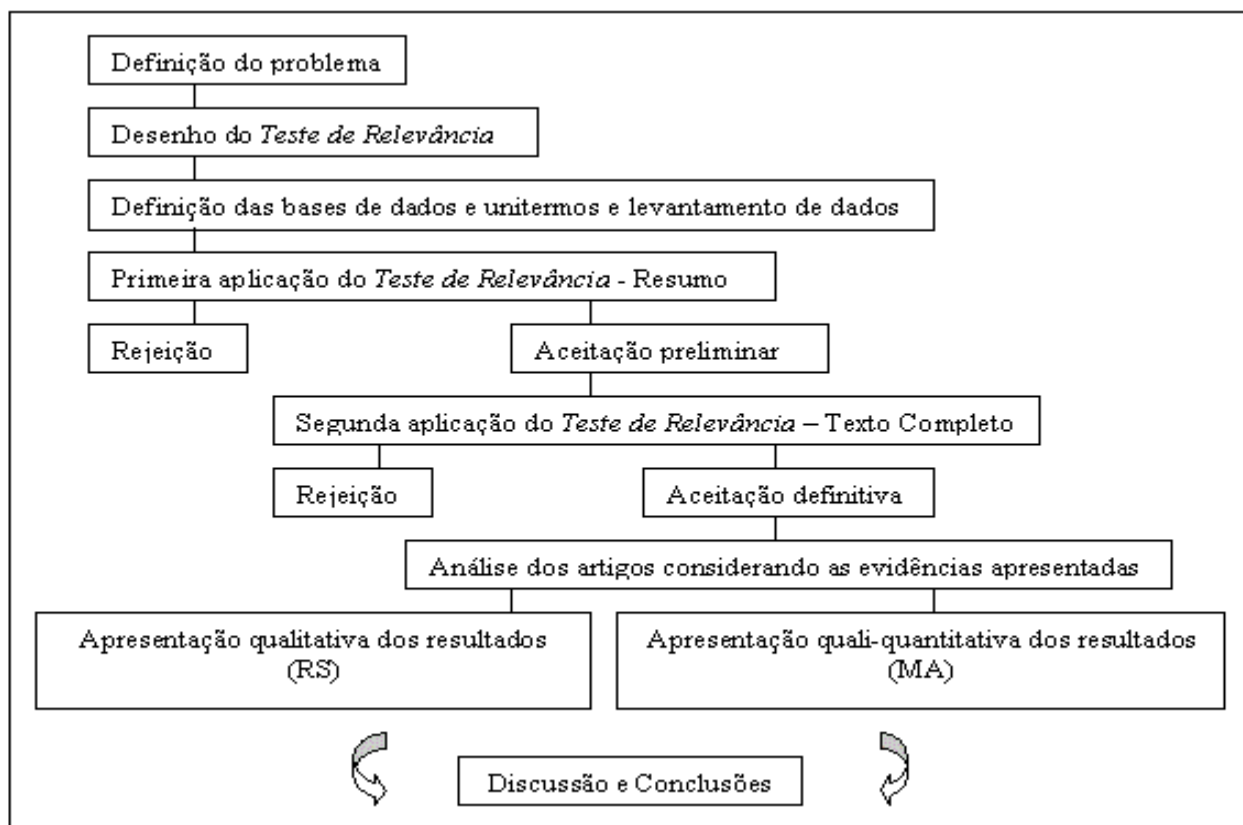 Definição do problema
Desenho do Teste de Relevância
Definição das bases de dados e unitermos e levantamento de dados
Primeira aplicação do Teste de Relevância - Resumo
Rejeição
Aceitação preliminar
Segunda aplicação do Teste de Relevância – Texto Completo
Rejeição
Aceitação definitiva
Análise dos artigos considerando as evidências apresentadas
Apresentação qualitativa dos resultados
(RS)
Apresentação quali-quantitativa dos resultados
(MA)
Discussão e Conclusões